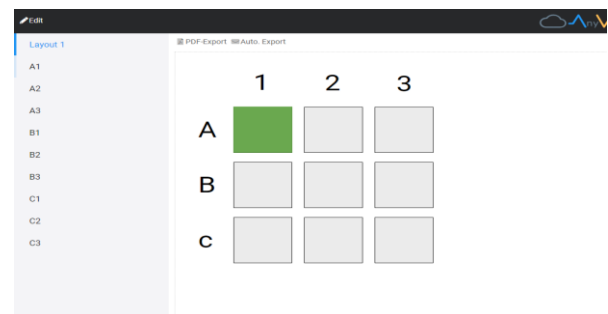 Edit
AnyV
Layout 1
PDF-Export Auto. Export
A1
A2
A3
B1
B2
B3
C1
C2
C3
1 2 3
A
B
c